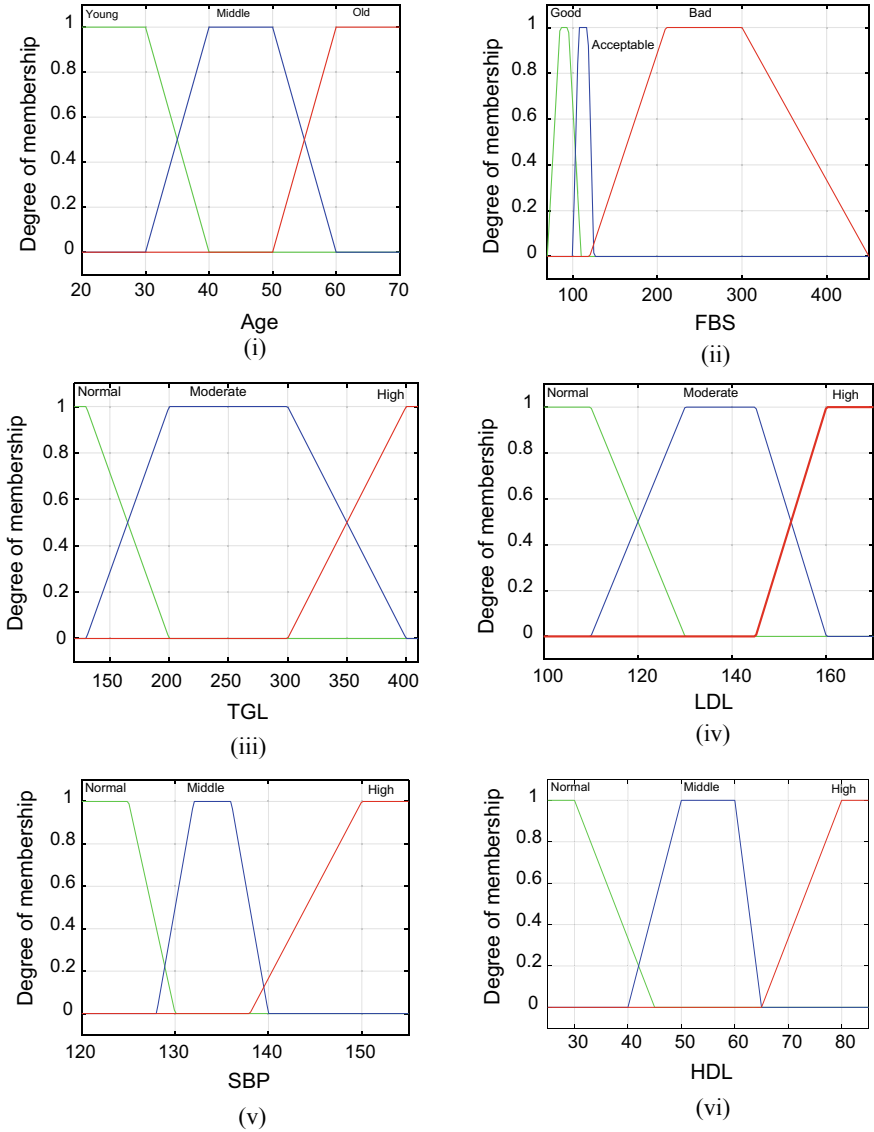 Young Middle Old
1
0.8
0.6
0.4
0.2
0
Degree of membership
20 30 40 50 60 70
Age
(i)
Good Bad
Acceptable
1
0.8
0.6
0.4
0.2
0
Degree of membership
100 200 300 400
FBS
(ii)
Normal Moderate High
1
0.8
0.6
0.4
0.2
0
Degree of membership
150 200 250 300 350 400
TGL
(iii)
Normal Moderate High
1
0.8
0.6
0.4
0.2
0
Degree of membership
100 120 140 160
LDL
(iv)
Normal Middle High
1
0.8
0.6
0.4
0.2
0
Degree of membership
120 130 140 150
SBP
(v)
Normal Middle High
1
0.8
0.6
0.4
0.2
0
Degree of membership
30 40 50 60 70 80
HDL
(vi)